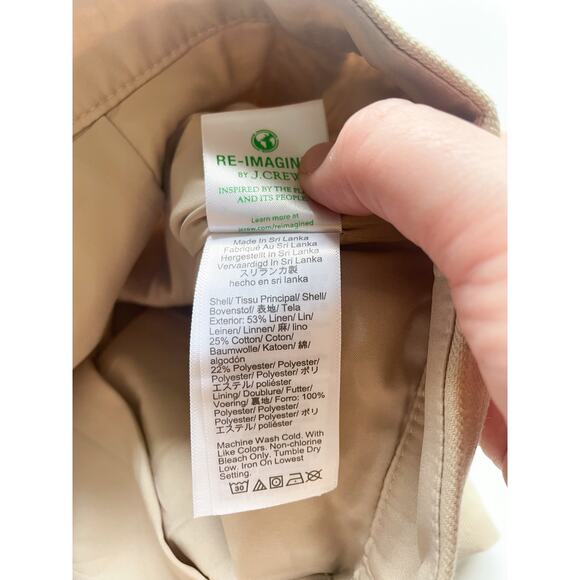 RE-IMAGIN
BY J.CREW
INSPIRED BY THE
AND ITS PEOPLE
Learn more at
jcrew.com/reimagined
Made In Sri Lanka
Fabriqué Au Sri Lanka
Hergestellt In Sri Lanka
Vervaardigd In Sri Lanka
スリランカ製
hecho en sri lanka
Shell/ Tissu Principal/ Shell/
Bovenstof/ 表地/ Tela
Exterior: 53% Linen/ Lin/
Leinen/ Linnen/ 麻/ lino
25% Cotton/ Coton/
Baumwolle/ Katoen/ 綿/
algodón
22% Polyester/ Polyester/
Polyester/ Polyester/ ポリ
エステル/ poliéster
Lining/ Doublure/ Futter/
Voering/ 裏地/ Forro: 100%
Polyester/ Polyester/
Polyester/ Polyester/ ポリ
エステル/ poliéster
Machine Wash Cold. With
Like Colors. Non-chlorine
Bleach Only. Tumble Dry
Low. Iron On Lowest
Setting.
30